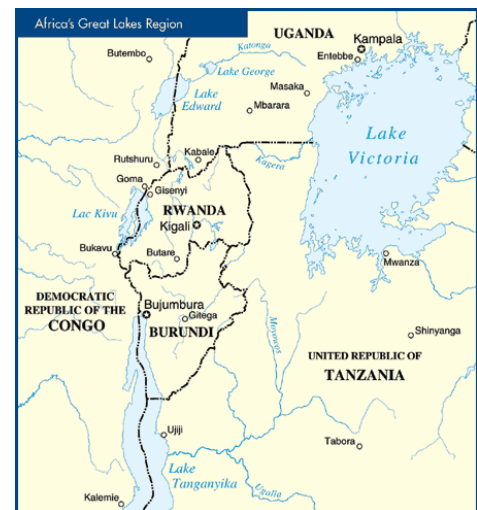 Africa's Great Lakes Region
UGANDA
Kampala
Katonga
Butembo
Entebbe
Lake George
Lake
Edward
Masaka
Mbarara
Lake
Victoria
Rutshuru
Kabale
Kagera
Goma
Gisenyi
Lac Kivu
RWANDA
Kigali
Bukavu
Butare
Mwanza
DEMOCRATIC
REPUBLIC OF THE
CONGO
Bujumbura
Gitega
BURUNDI
Shinyanga
UNITED REPUBLIC OF
TANZANIA
Ujiji
Tabora
Lake
Tanganyika
Kalemie
Ugalla